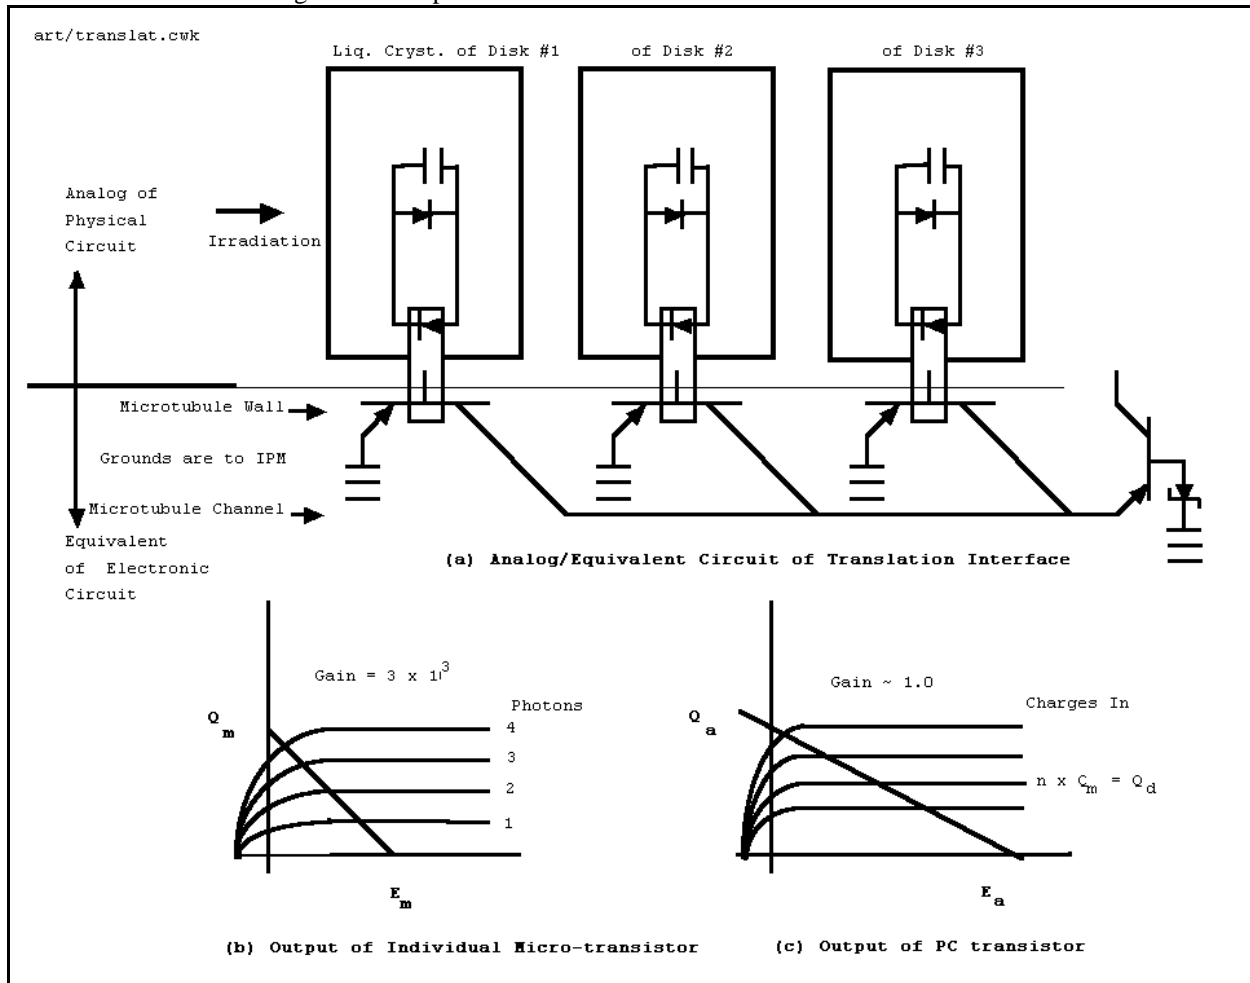 art/translat.cwk
Liq. Cryst. of Disk #1
of Disk #2
of Disk #3
Analog of
Physical
Circuit
Irradiation
Microtubule Wall
Grounds are to IPM
Microtubule Channel
Equivalent
of Electronic
Circuit
(a) Analog/Equivalent Circuit of Translation Interface
Gain = 3 x
Photons
Q m
4
3
2
1
E m
(b) Output of Individual Micro-transistor
Gain ~ 1.0
Charges In
Q a
n x Q m = Q d
E a
(c) Output of PC transistor